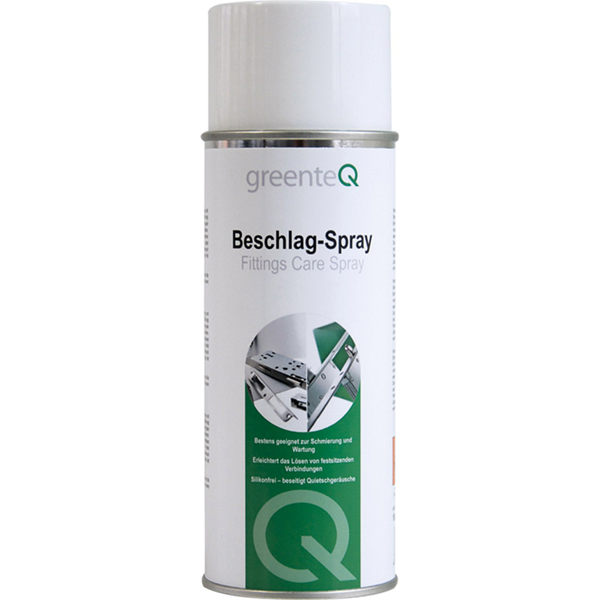 greenteQ
Beschlag-Spray
Fittings Care Spray
Bestens geeignet zur Schmierung und
Wartung
Erleichtert das Lösen von festsitzenden
Verbindungen
Silikonfrei – beseitigt Quietschgeräusche
Q